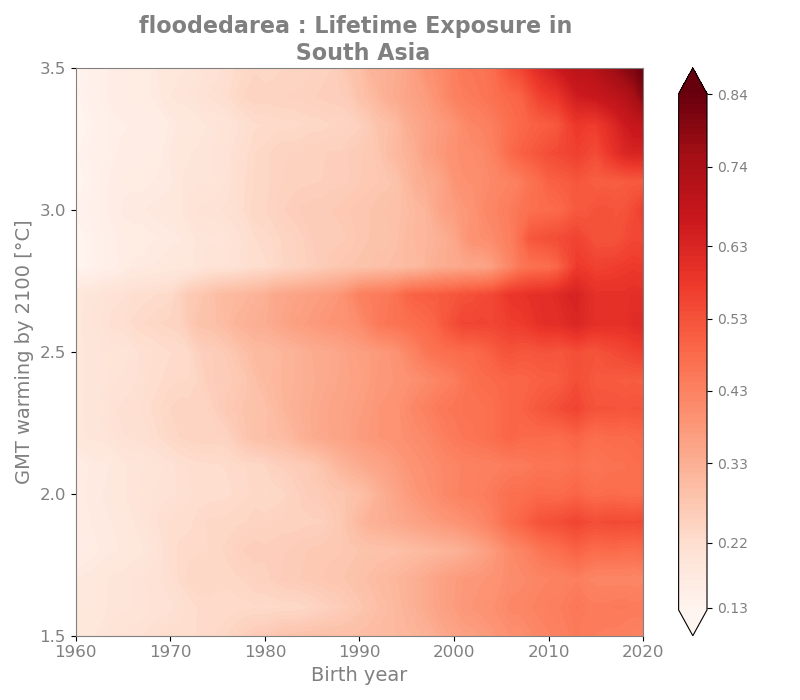 floodedarea : Lifetime Exposure in
South Asia
GMT warming by 2100 [°C]
3.5
3.0
2.5
2.0
1.5
1960 1970 1980 1990 2000 2010 2020
Birth year
0.84
0.74
0.63
0.53
0.43
0.33
0.22
0.13